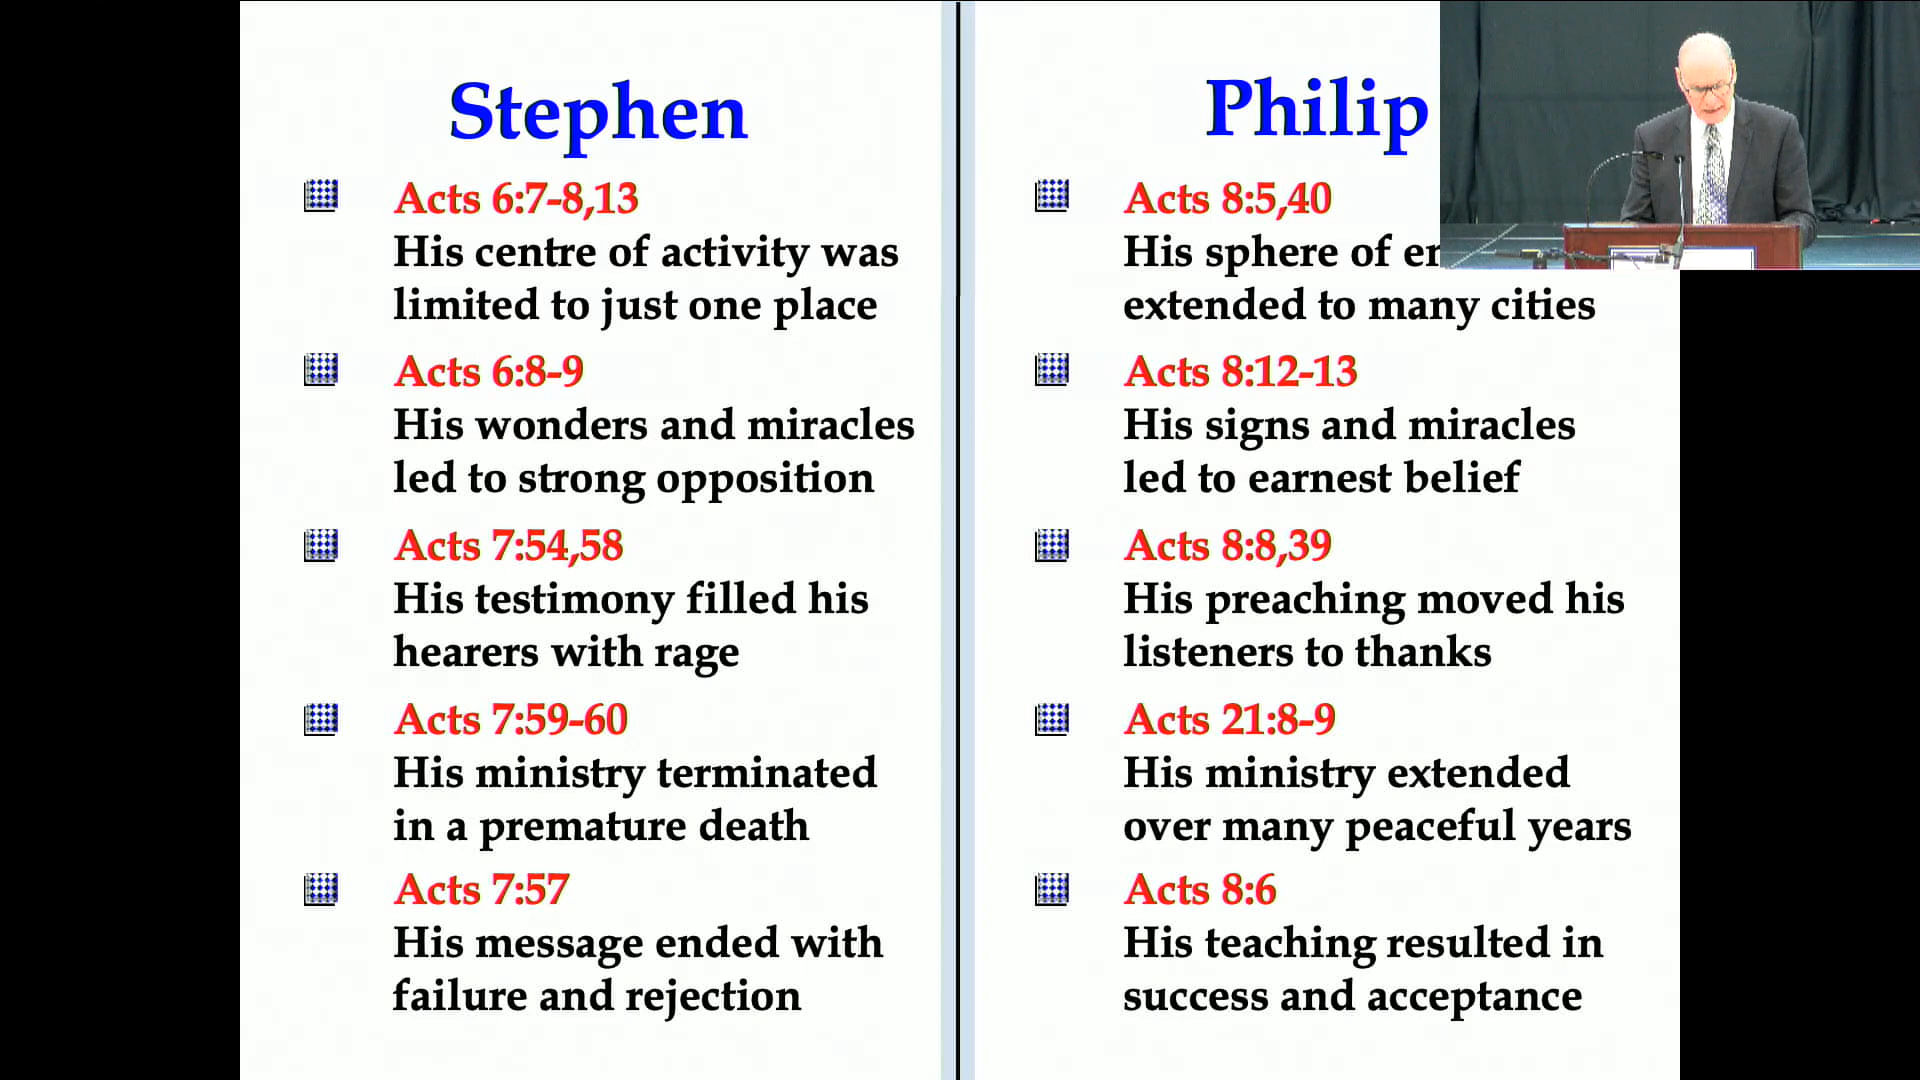 Stephen
Acts 6:7-8,13
His centre of activity was
limited to just one place
Acts 6:8-9
His wonders and miracles
led to strong opposition
Acts 7:54,58
His testimony filled his
hearers with rage
Acts 7:59-60
His ministry terminated
in a premature death
Acts 7:57
His message ended with
failure and rejection
Philip
Acts 8:5,40
His sphere of
extended to many cities
Acts 8:12-13
His signs and miracles
led to earnest belief
Acts 8:8,39
His preaching moved his
listeners to thanks
Acts 21:8-9
His ministry extended
over many peaceful years
Acts 8:6
His teaching resulted in
success and acceptance